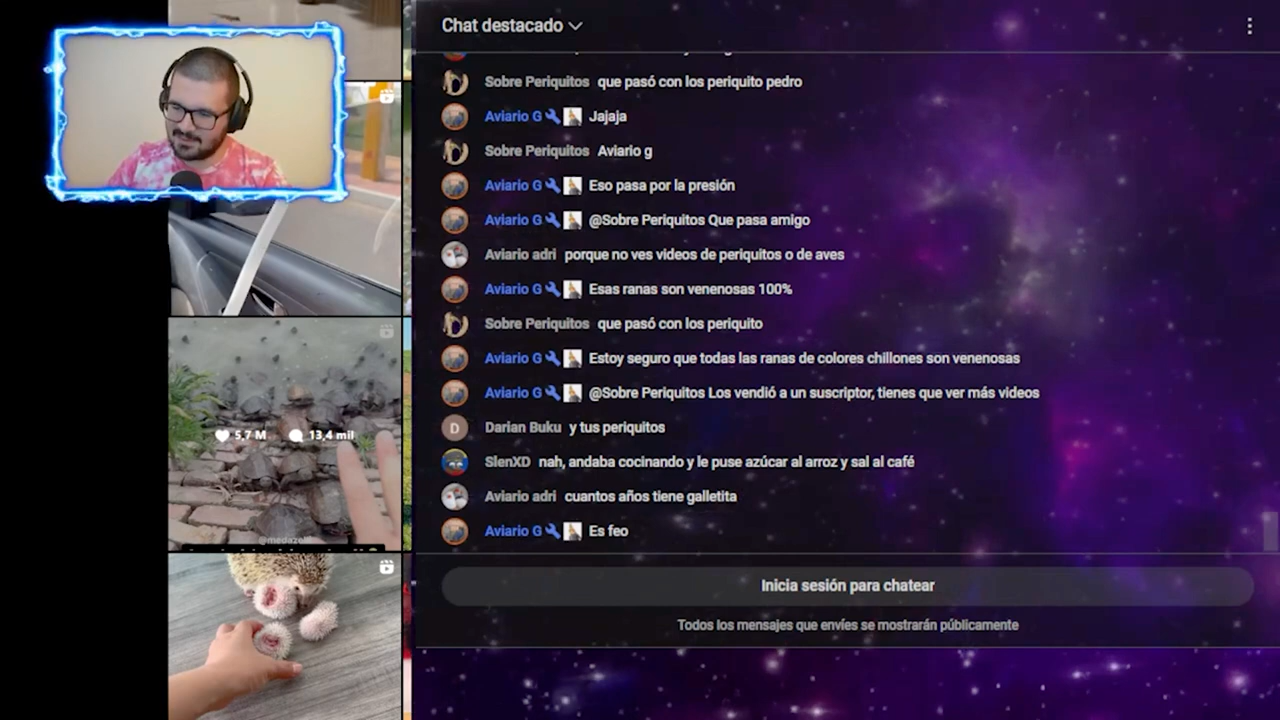 Chat destacado
Sobre Periquitos que pasó con los periquito pedro
Aviario G Jajaja
Sobre Periquitos Aviario g
Aviario G Eso pasa por la presión
Aviario G @Sobre Periquitos Que pasa amigo
Aviario adri porque no ves videos de periquitos o de aves
Aviario G Esas ranas son venenosas 100%
Sobre Periquitos que pasó con los periquito
Aviario G Estoy seguro que todas las ranas de colores chillones son venenosas
Aviario G @Sobre Periquitos Los vendió a un suscriptor, tienes que ver más videos
5,7 M 13,4 mil
D Darian Buku y tus periquitos
SlenXD nah, andaba cocinando y le puse azúcar al arroz y sal al café
Aviario adri cuantos años tiene galletita
Aviario G Es feo
Inicia sesión para chatear
Todos los mensajes que envíes se mostrarán públicamente